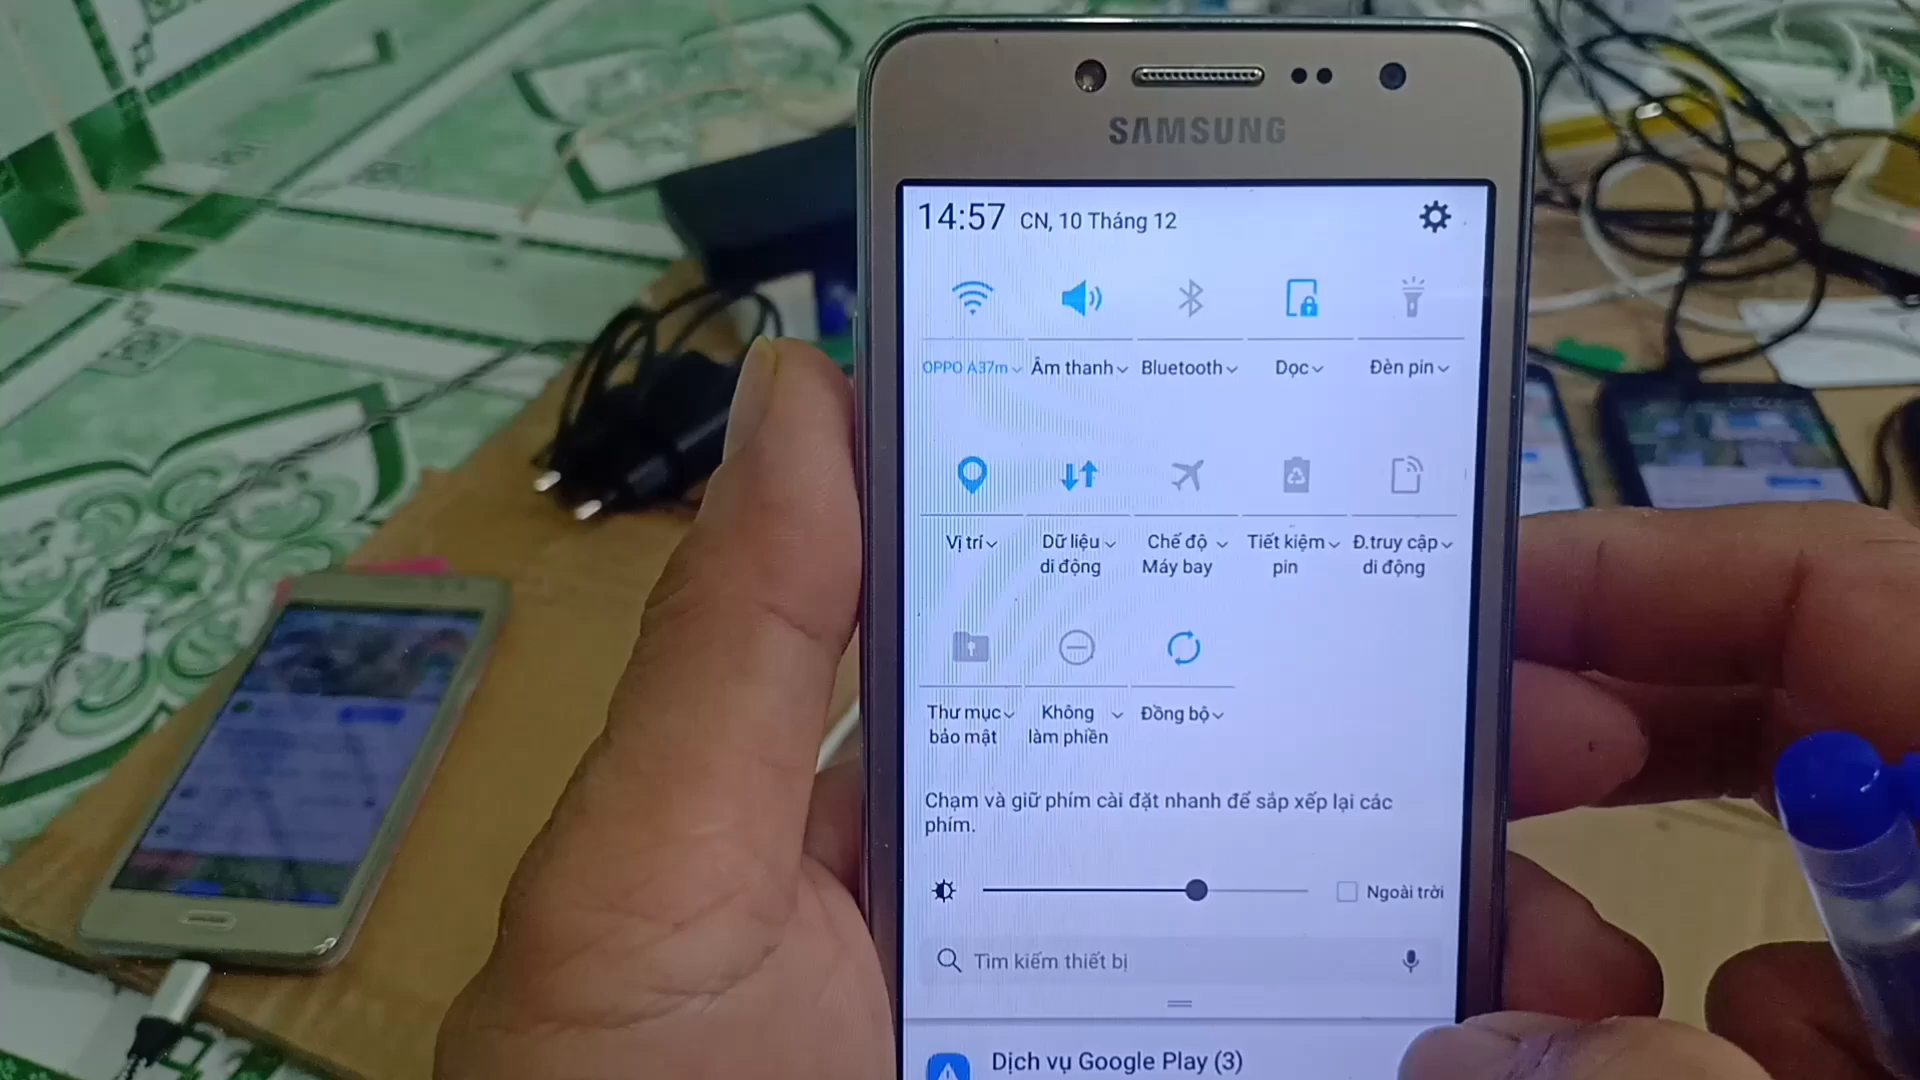 SAMSUNG
14:57 CN, 10 Tháng 12
OPPO A37m Âm thanh Bluetooth Dọc Đèn pin
Vị trí Dữ liệu Chế độ Tiết kiệm Đ.truy cập
di động Máy bay pin di động
Thư mục Không Đồng bộ
bảo mật làm phiền
Chạm và giữ phím cài đặt nhanh để sắp xếp lại các
phím.
Ngoài trời
Tìm kiếm thiết bị
Dịch vụ Google Play (3)